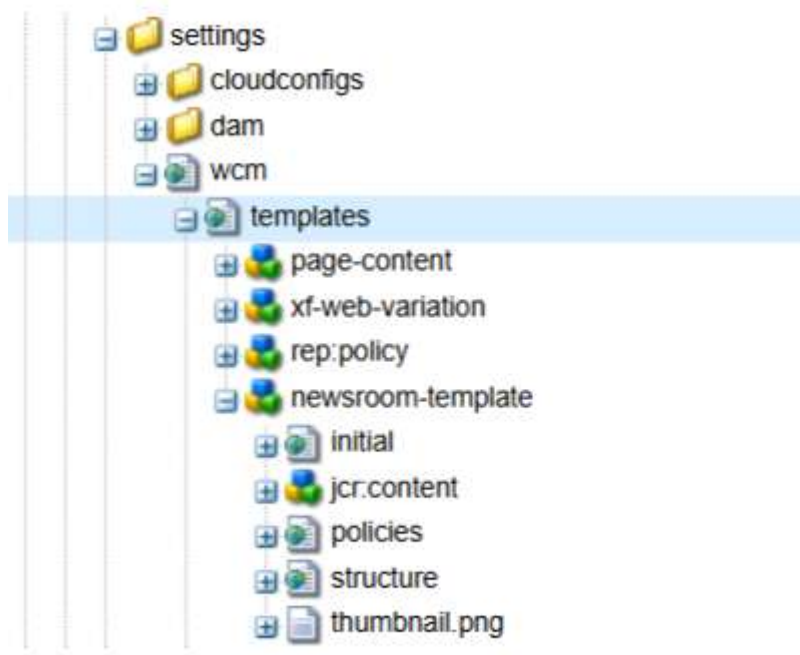 settings
cloudconfigs
dam
wcm
templates
page-content
xf-web-variation
rep:policy
newsroom-template
initial
jcr:content
policies
structure
thumbnail.png